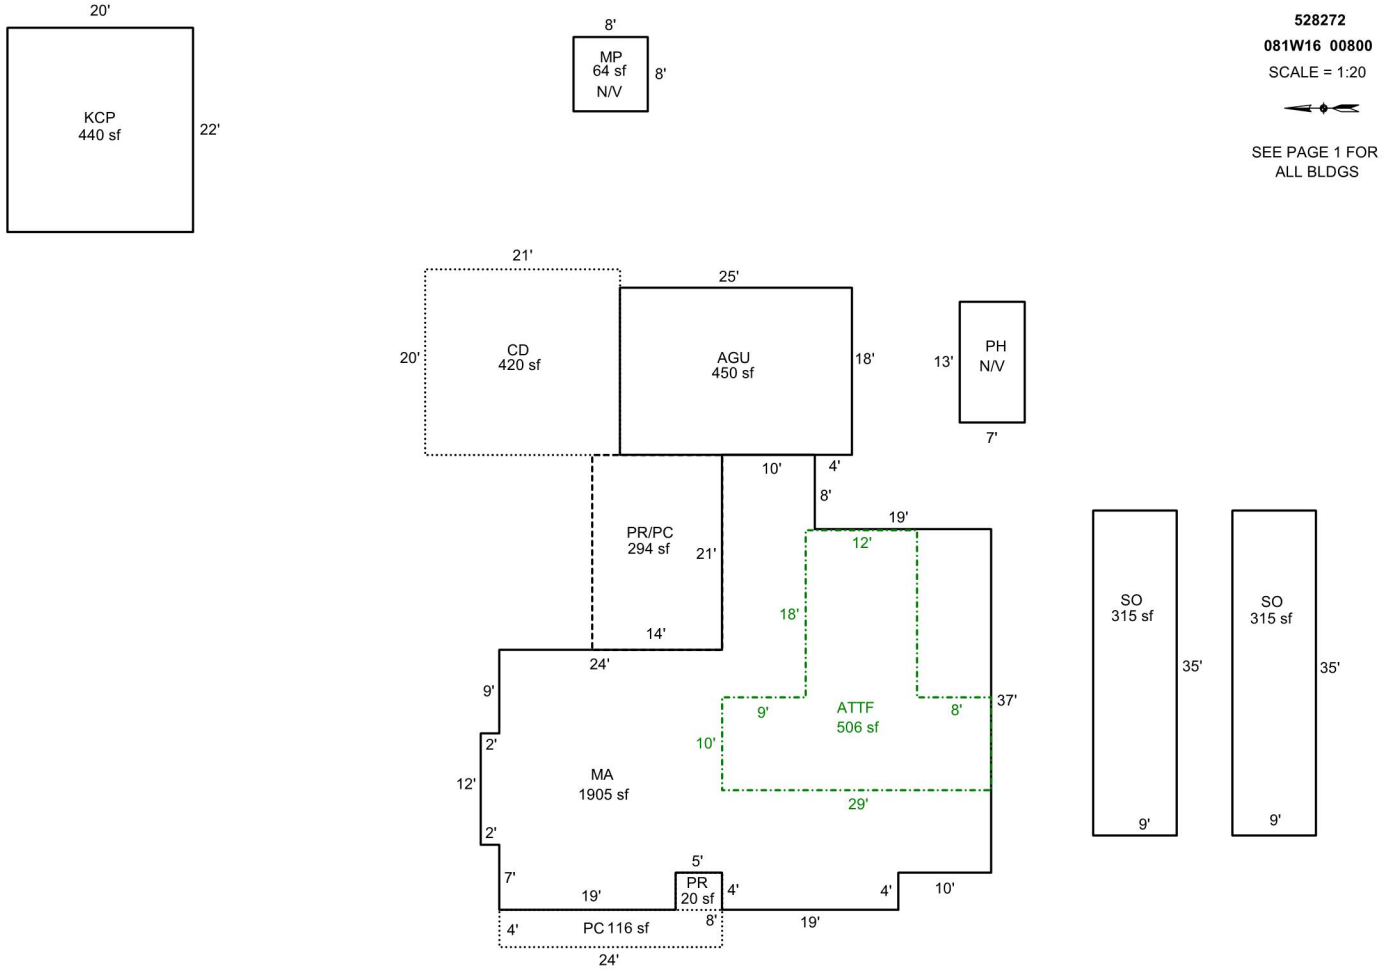 528272
081W16 00800
SCALE = 1:20
SEE PAGE 1 FOR
ALL BLDGS
20'
KCP
440 sf
22'
8'
MP
64 sf
N/V
8'
21'
20'
CD
420 sf
25'
AGU
450 sf
18'
13'
PH
N/V
7'
10'
4'
8'
19'
PR/PC
294 sf
21'
14'
24'
12'
18'
9'
ATTF
506 sf
8'
37'
10'
29'
9'
2'
12'
2'
7'
MA
1905 sf
19'
5'
PR
20 sf
4'
8'
4'
10'
19'
4'
PC 116 sf
24'
SO
315 sf
35'
9'
SO
315 sf
35'
9'